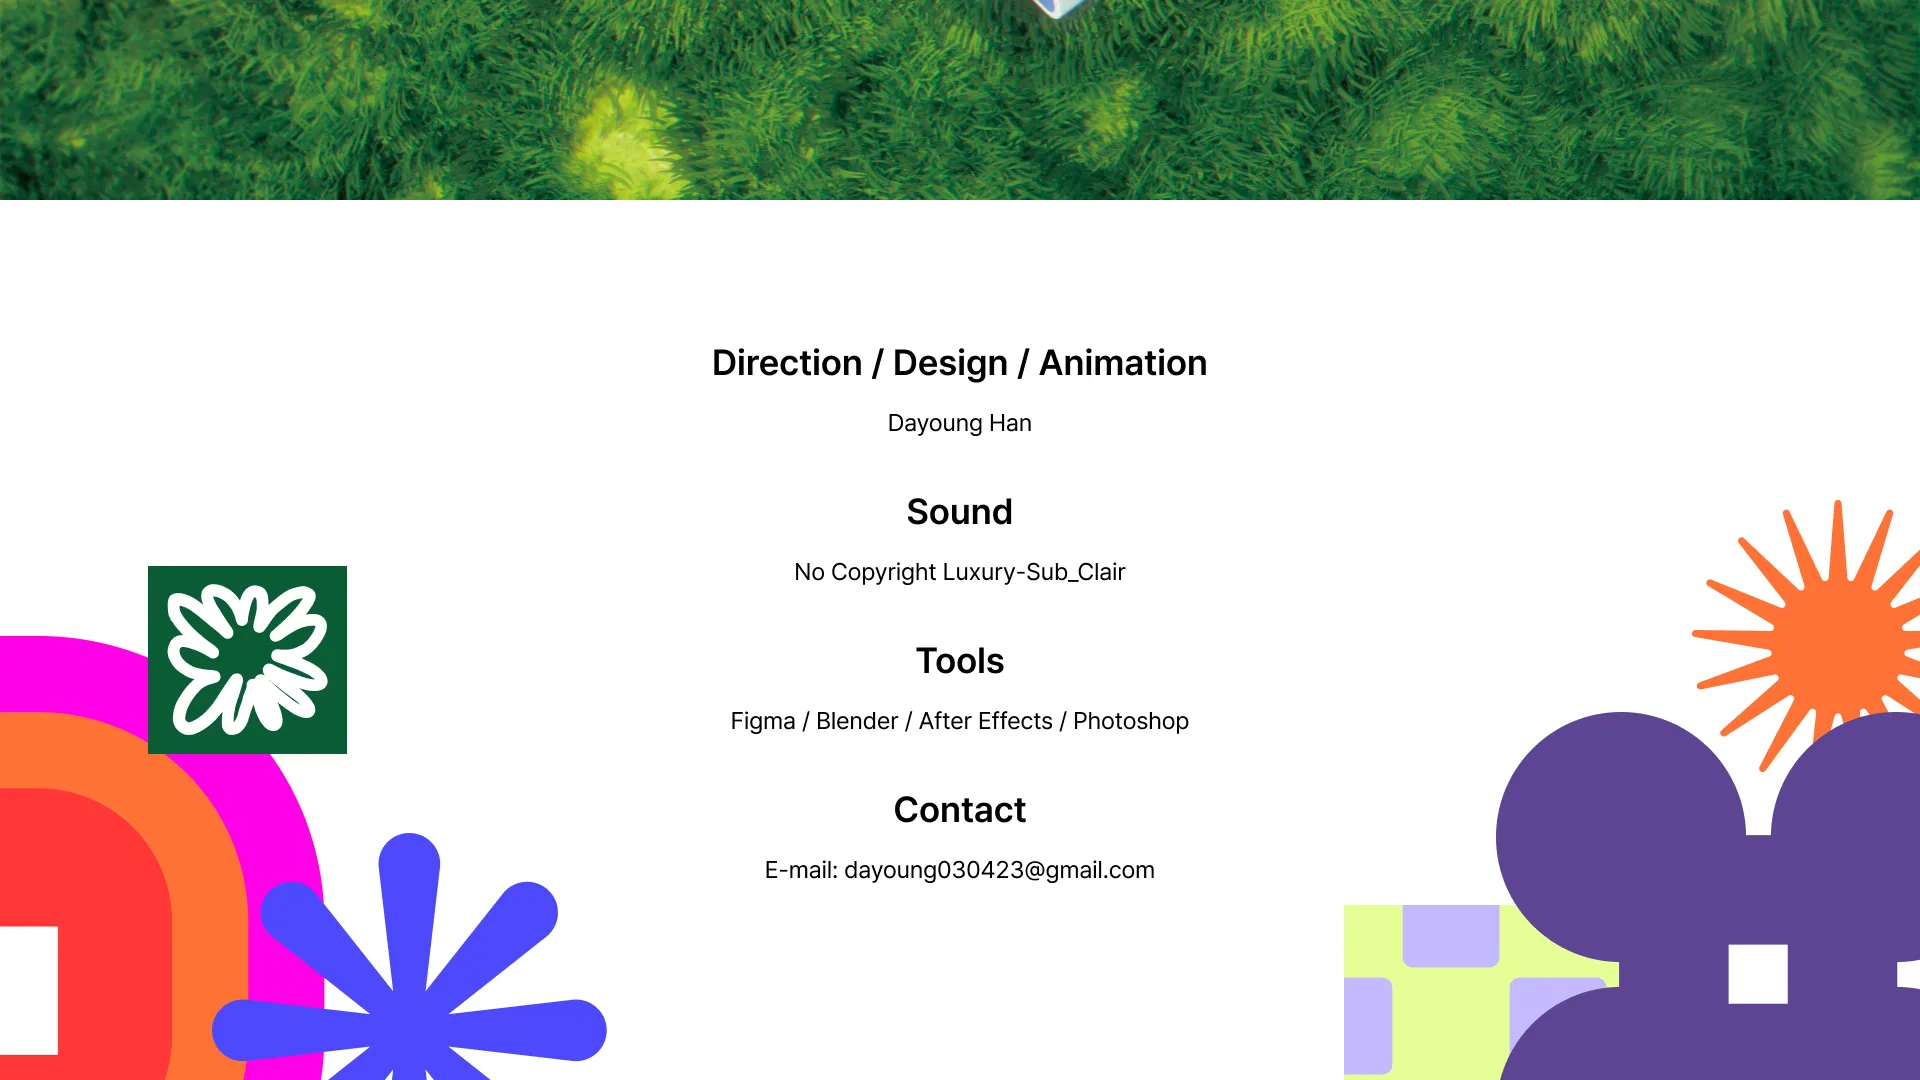 Direction / Design / Animation
Dayoung Han
Sound
No Copyright Luxury-Sub_Clair
Tools
Figma / Blender / After Effects / Photoshop
Contact
E-mail: dayoung030423@gmail.com